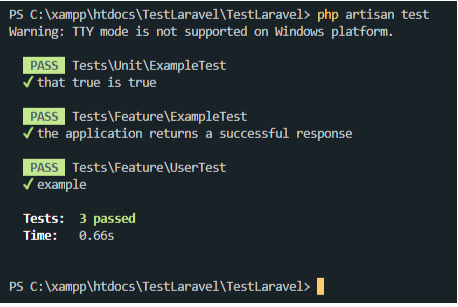 PS C:\xampp\htdocs\TestLaravel\TestLaravel> php artisan test
Warning: TTY mode is not supported on Windows platform.
PASS Tests\Unit\ExampleTest
✓ that true is true
PASS Tests\Feature\ExampleTest
✓ the application returns a successful response
PASS Tests\Feature\UserTest
✓ example
Tests: 3 passed
Time: 0.66s
PS C:\xampp\htdocs\TestLaravel\TestLaravel>